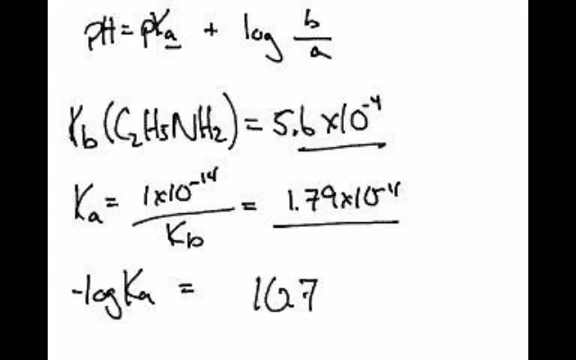 pH = pKa + log b/a
Kb (C2H5NH2) = 5.6 x 10^-4
Ka = 1x10^-14 / Kb = 1.79x10^-11
-log Ka = 10.7